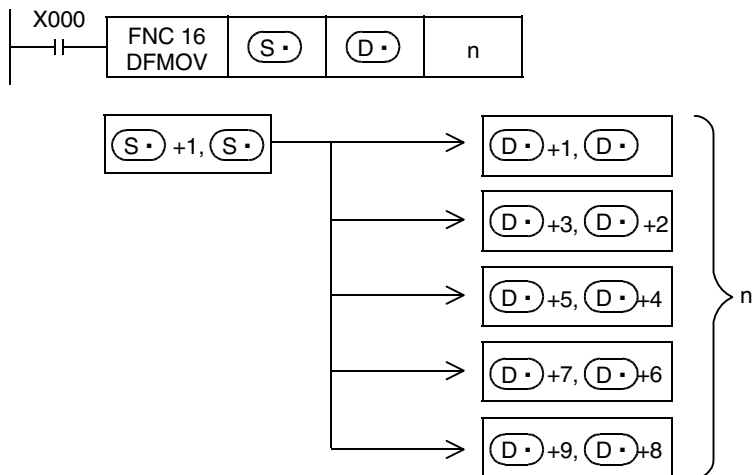 X000
FNC 16
DFMOV
S· D· n
S· +1, S·
D· +1, D·
D· +3, D· +2
D· +5, D· +4
D· +7, D· +6
D· +9, D· +8
n